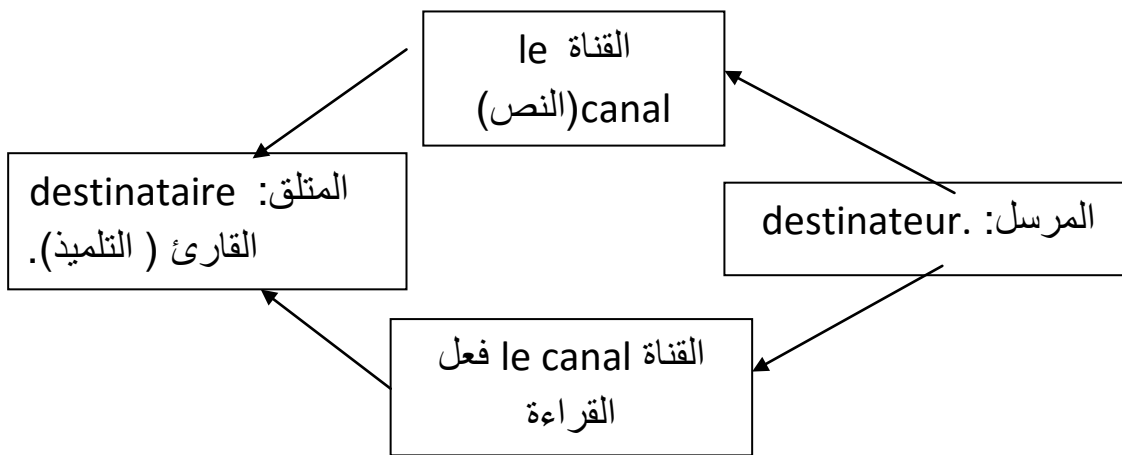 القناة le
canal(النص)
المرسل: destinateur.
المتلق: destinataire
القارئ ( التلميذ).
القناة le canal فعل
القراءة